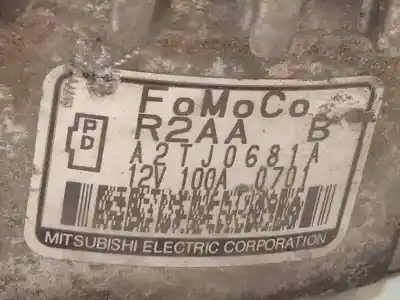 FoMoCo
R2AA B
P
D
A2TJ0681A
12V 100A 0701
MITSUBISHI ELECTRIC CORPORATION